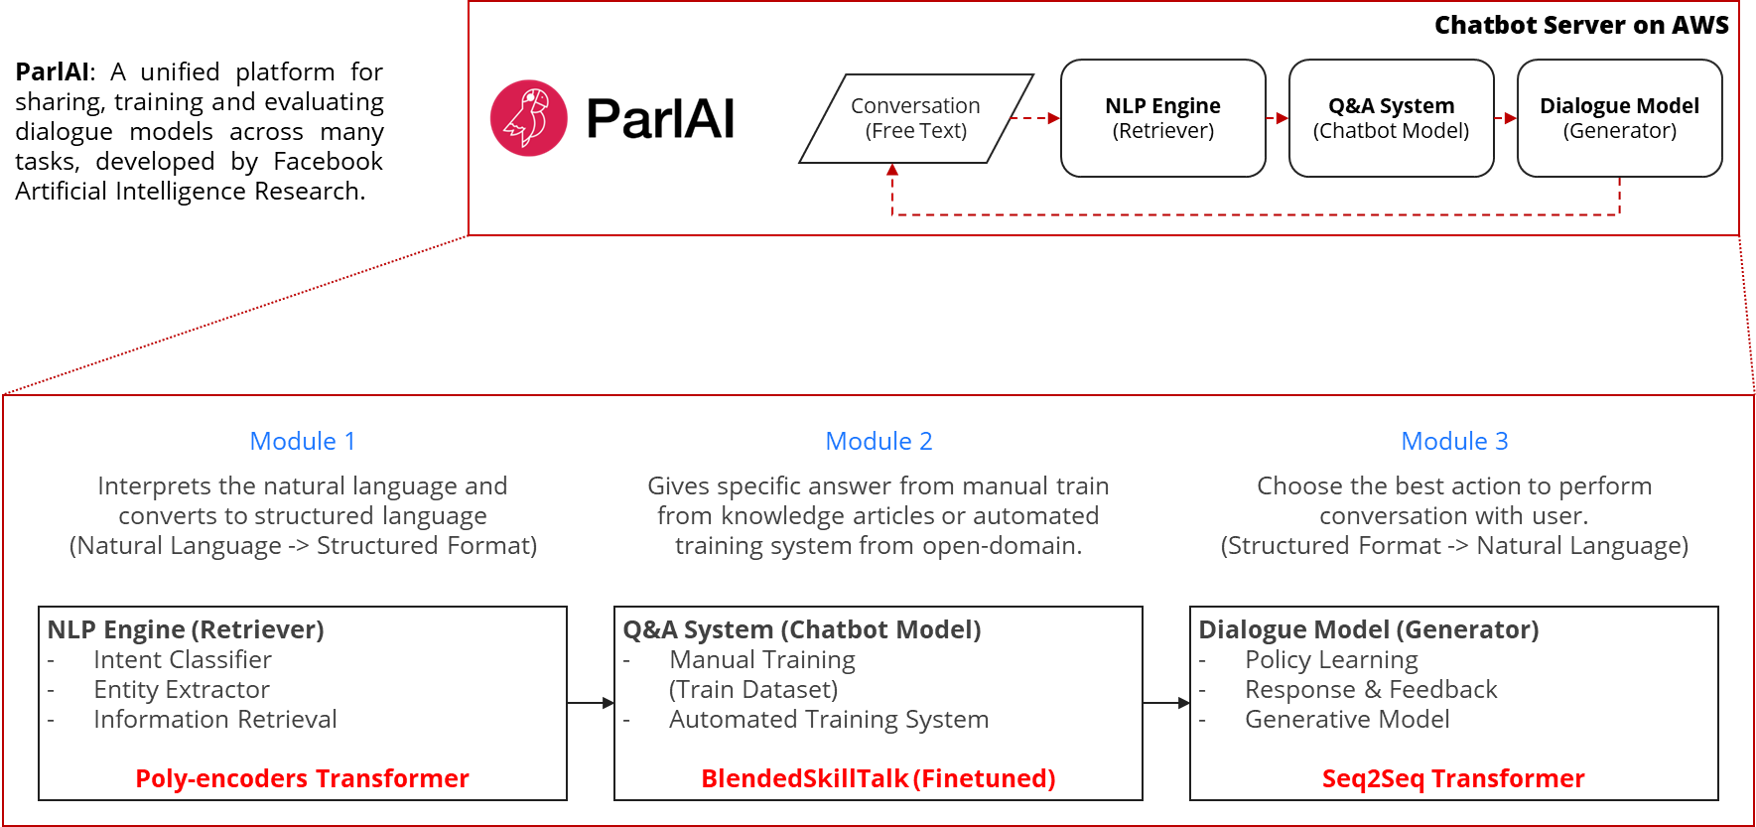 Chatbot Server on AWS
ParlAI: A unified platform for
sharing, training and evaluating
dialogue models across many
tasks, developed by Facebook
Artificial Intelligence Research.
ParlAI
Conversation
(Free Text)
NLP Engine
(Retriever)
Q&A System
(Chatbot Model)
Dialogue Model
(Generator)
Module 1
Interprets the natural language and
converts to structured language
(Natural Language -> Structured Format)
Module 2
Gives specific answer from manual train
from knowledge articles or automated
training system from open-domain.
Module 3
Choose the best action to perform
conversation with user.
(Structured Format -> Natural Language)
NLP Engine (Retriever)
- Intent Classifier
- Entity Extractor
- Information Retrieval
Poly-encoders Transformer
Q&A System (Chatbot Model)
- Manual Training
(Train Dataset)
- Automated Training System
BlendedSkillTalk (Finetuned)
Dialogue Model (Generator)
- Policy Learning
- Response & Feedback
- Generative Model
Seq2Seq Transformer